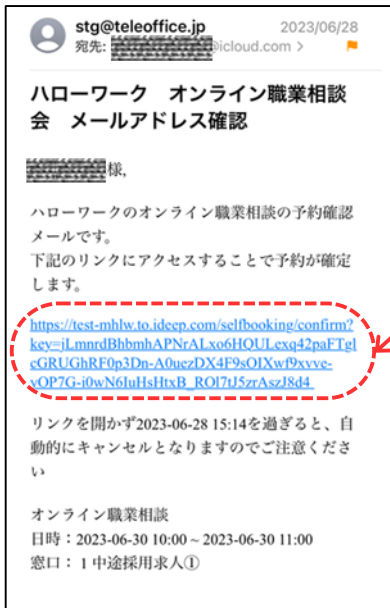 stg@teleoffice.jp 2023/06/28
宛先: icloud.com >
ハローワーク オンライン職業相談
会 メールアドレス確認
様,
ハローワークのオンライン職業相談の予約確認
メールです。
下記のリンクにアクセスすることで予約が確定
します。
https://test-mhlw.to.ideep.com/selfbooking/confirm?
key=jLmnrdBhbmhAPNrALxo6HQULexq42paFTgl
cGRUGhRF0p3Dn-A0uezDX4F9sOIXwf9xvve-
vOP7G-i0wN6IuHsHtxB_ROl7tJ5zrAszJ8d4
リンクを開かず2023-06-28 15:14を過ぎると、自
動的にキャンセルとなりますのでご注意くださ
い
オンライン職業相談
日時：2023-06-30 10:00 ~ 2023-06-30 11:00
窓口：１中途採用求人①